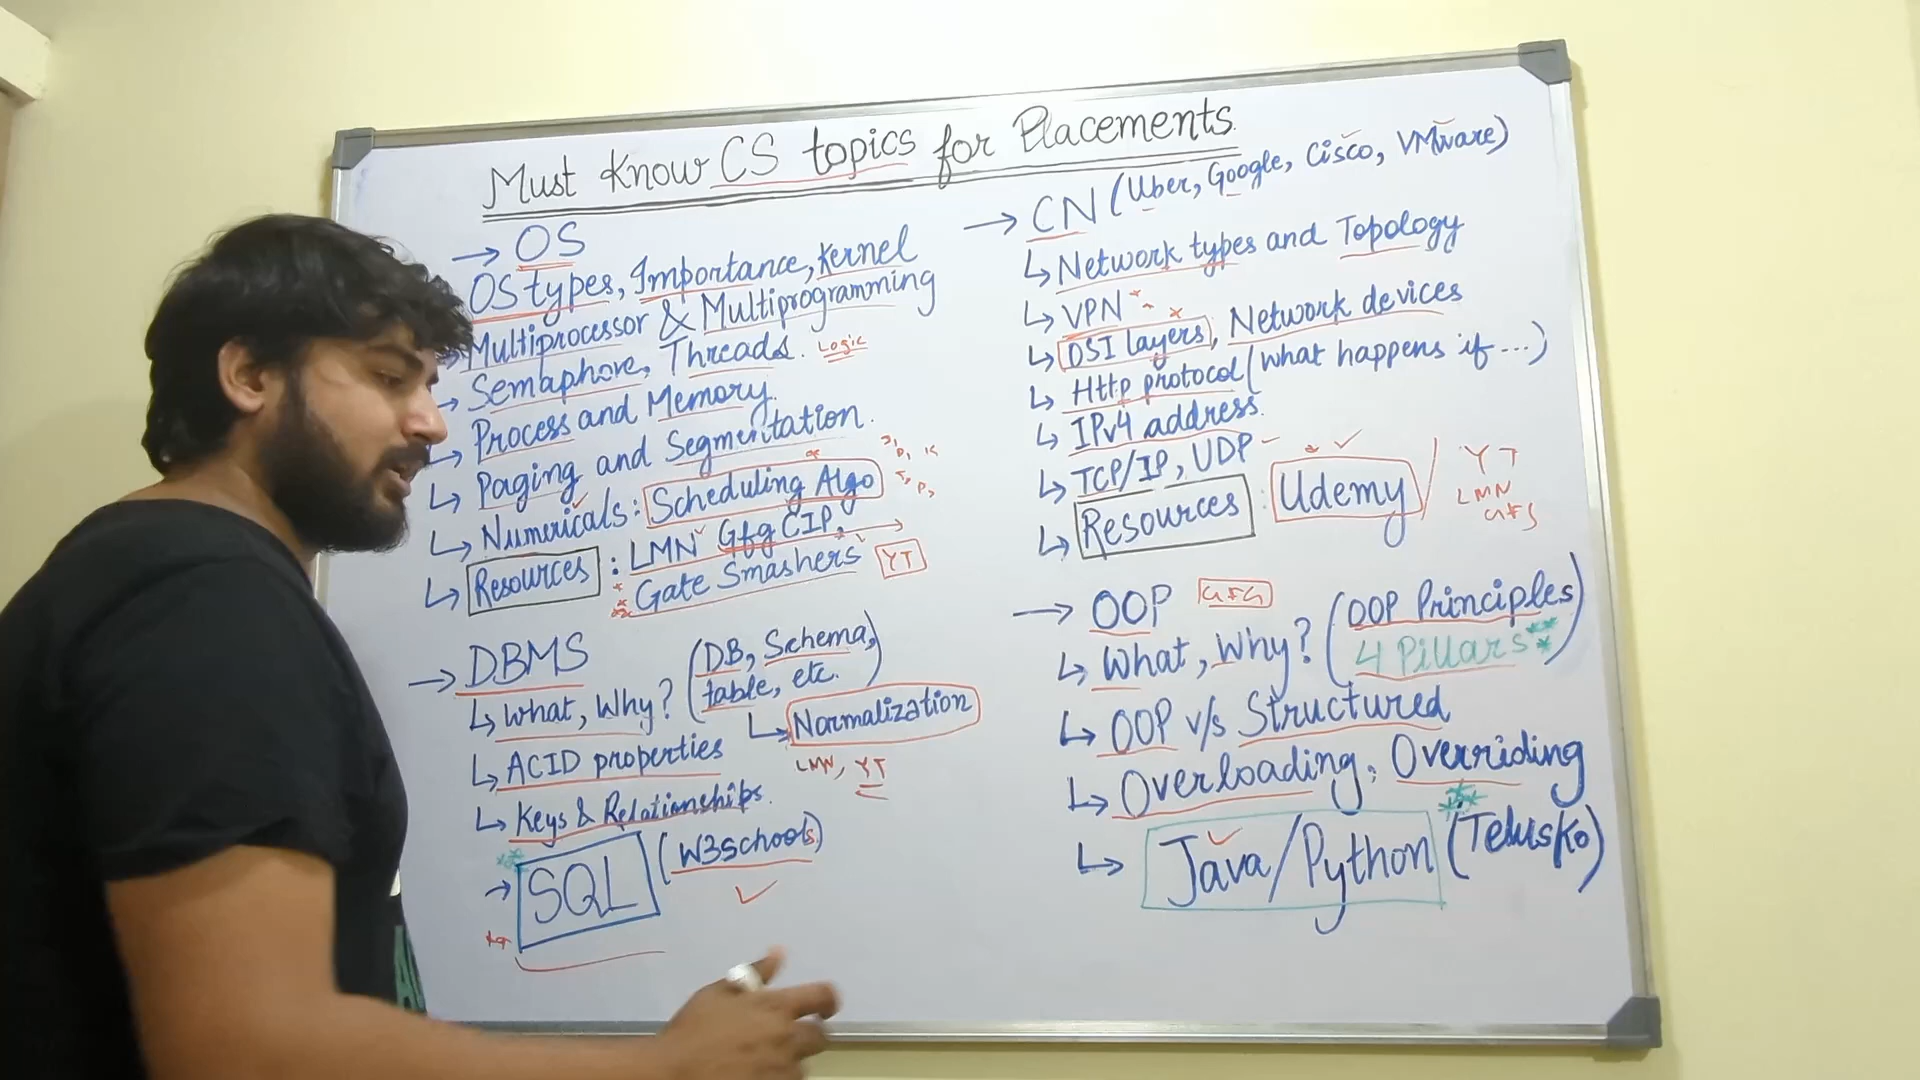 Must Know CS topics for Placements
→ OS
OS types, Importance, Kernel
Multiprocessor & Multiprogramming
Semaphore, Threads. Logic
Process and Memory.
Paging and Segmentation.
Numericals: Scheduling Algo
Resources : LMN Gfg CIP,
Gate Smashers YT
→ DBMS
What, Why? (DB, Schema, table, etc.)
Normalization
LMN, YT
ACID properties
Keys & Relationships.
SQL (W3Schools)
→ CN (Uber, Google, Cisco, VMware)
Network types and Topology
VPN
OSI layers, Network devices
Http protocol (what happens if ...)
IPv4 address.
TCP/IP, UDP
Resources : Udemy / YT
LMN
GFG
→ OOP GFG
What, Why? (OOP Principles
4 Pillars)
OOP v/s Structured
Overloading, Overriding
Java/Python (Telusko)